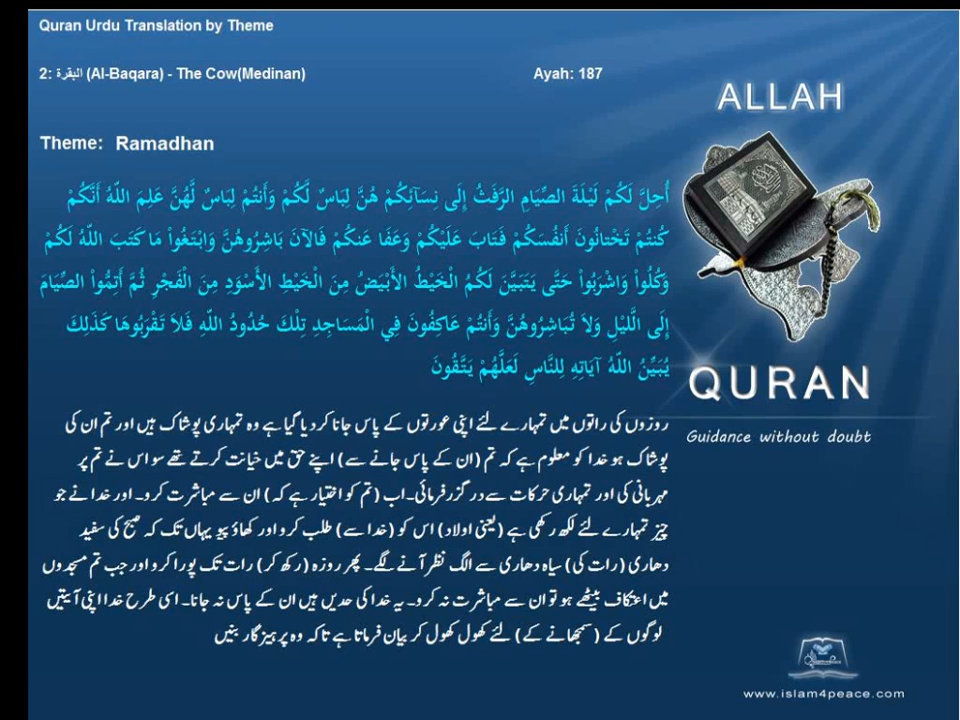 Quran Urdu Translation by Theme
2: البقرة (Al-Baqara) - The Cow(Medinan) Ayah: 187
Theme: Ramadhan
أُحِلَّ لَكُمْ لَيْلَةَ الصِّيَامِ الرَّفَثُ إِلَى نِسَآئِكُمْ هُنَّ لِبَاسٌ لَّكُمْ وَأَنتُمْ لِبَاسٌ لَّهُنَّ عَلِمَ اللّهُ أَنَّكُمْ
كُنتُمْ تَخْتانُونَ أَنفُسَكُمْ فَتَابَ عَلَيْكُمْ وَعَفَا عَنكُمْ فَالآنَ بَاشِرُوهُنَّ وَابْتَغُواْ مَا كَتَبَ اللّهُ لَكُمْ
وَكُلُواْ وَاشْرَبُواْ حَتَّى يَتَبَيَّنَ لَكُمُ الْخَيْطُ الأَبْيَضُ مِنَ الْخَيْطِ الأَسْوَدِ مِنَ الْفَجْرِ ثُمَّ أَتِمُّواْ الصِّيَامَ
إِلَى الَّليْلِ وَلاَ تُبَاشِرُوهُنَّ وَأَنتُمْ عَاكِفُونَ فِي الْمَسَاجِدِ تِلْكَ حُدُودُ اللّهِ فَلاَ تَقْرَبُوهَا كَذَلِكَ
يُبَيِّنُ اللّهُ آيَاتِهِ لِلنَّاسِ لَعَلَّهُمْ يَتَّقُونَ
روزوں کی راتوں میں تمہارے لئے اپنی عورتوں کے پاس جانا کردیا گیا ہے وہ تمہاری پوشاک ہیں اور تم ان کی
پوشاک ہو خدا کو معلوم ہے کہ تم (ان کے پاس جانے سے) اپنے حق میں خیانت کرتے تھے سو اس نے تم پر
مہربانی کی اور تمہاری حرکات سےدرگزرفرمائی۔اب (تم کو اختیار ہے کہ) ان سے مباشرت کرو۔ اور خدا نے جو
چیز تمہارے لئے لکھ رکھی ہے (یعنی اولاد) اس کو (خدا سے) طلب کرو اور کھاؤ پیو یہاں تک کہ صبح کی سفید
دھاری (رات کی) سیاہ دھاری سے الگ نظر آنے لگے۔ پھر روزہ (رکھ کر) رات تک پورا کرو اور جب تم مسجدوں
میں اعتکاف بیٹھے ہو تو ان سے مباشرت نہ کرو۔ یہ خدا کی حدیں ہیں ان کے پاس نہ جانا۔ اسی طرح خدا اپنی آیتیں
لوگوں کے (سمجھانے کے) لئے کھول کھول کر بیان فرماتا ہے تاکہ وہ پرہیزگار بنیں
ALLAH
QURAN
Guidance without doubt
www.islam4peace.com